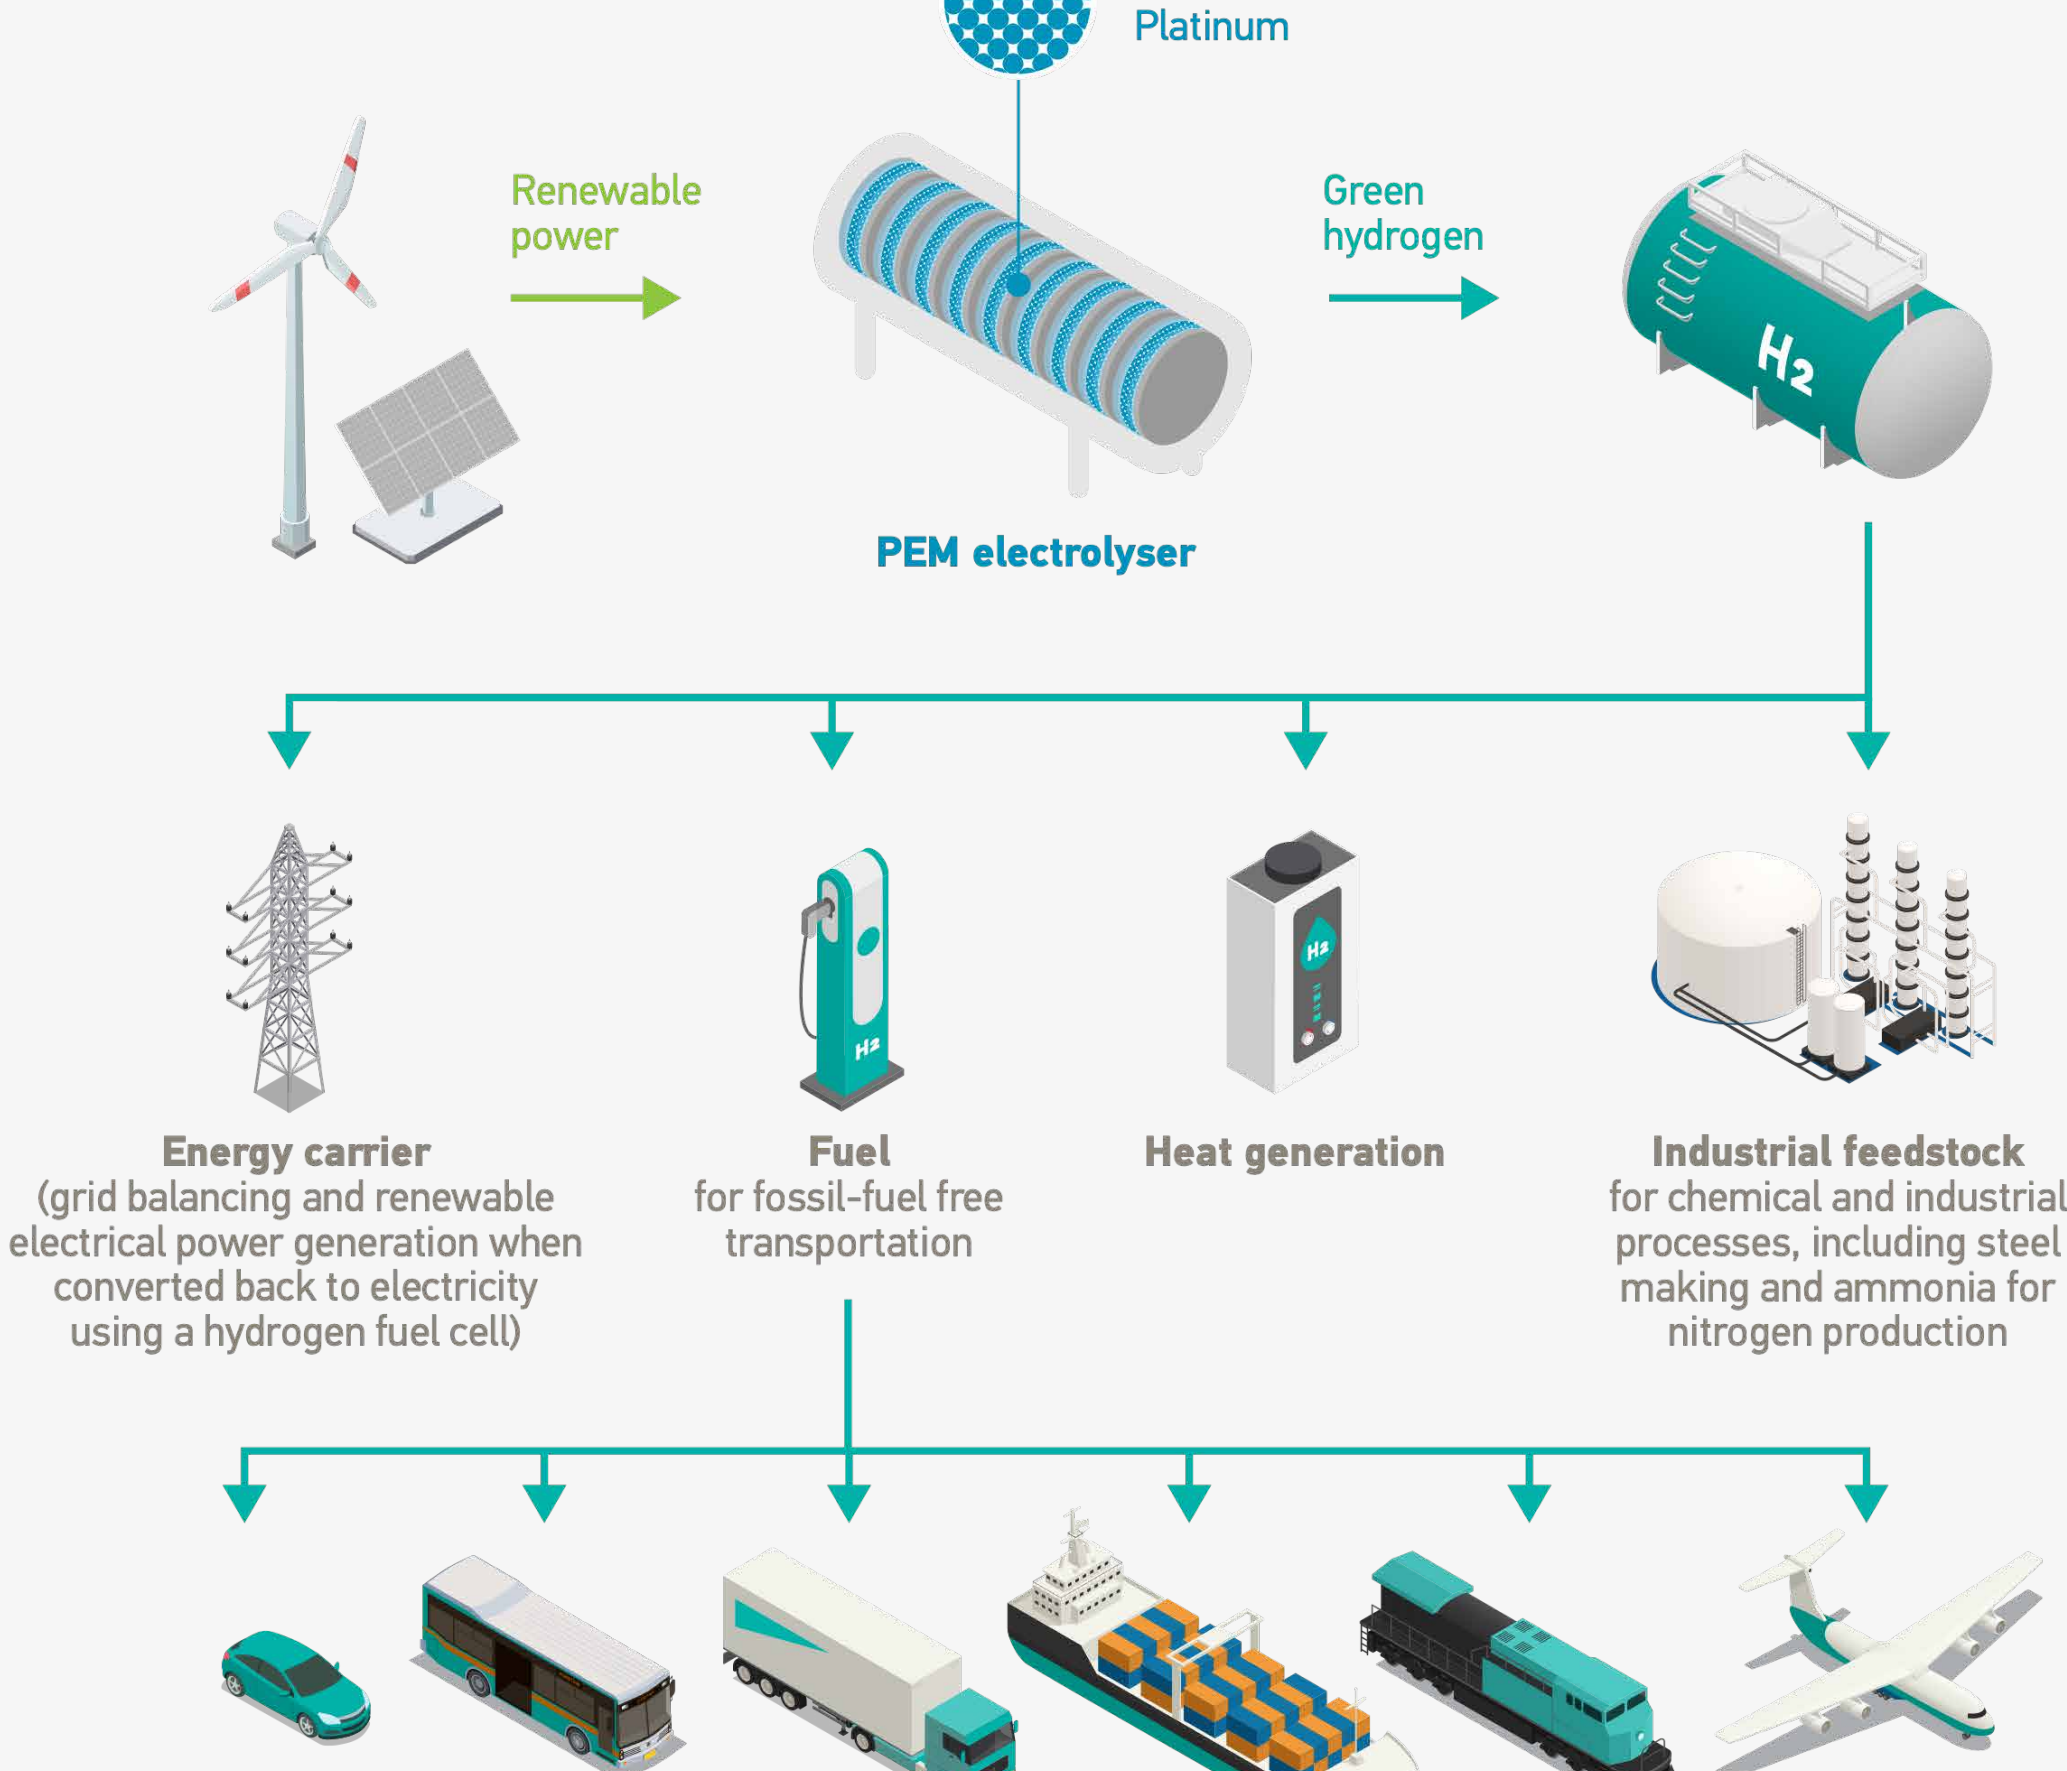 Platinum
Renewable
power
Green
hydrogen
H2
PEM electrolyser
H2
H2
Energy carrier
(grid balancing and renewable
electrical power generation when
converted back to electricity
using a hydrogen fuel cell)
Fuel
for fossil-fuel free
transportation
Heat generation
Industrial feedstock
for chemical and industrial
processes, including steel
making and ammonia for
nitrogen production